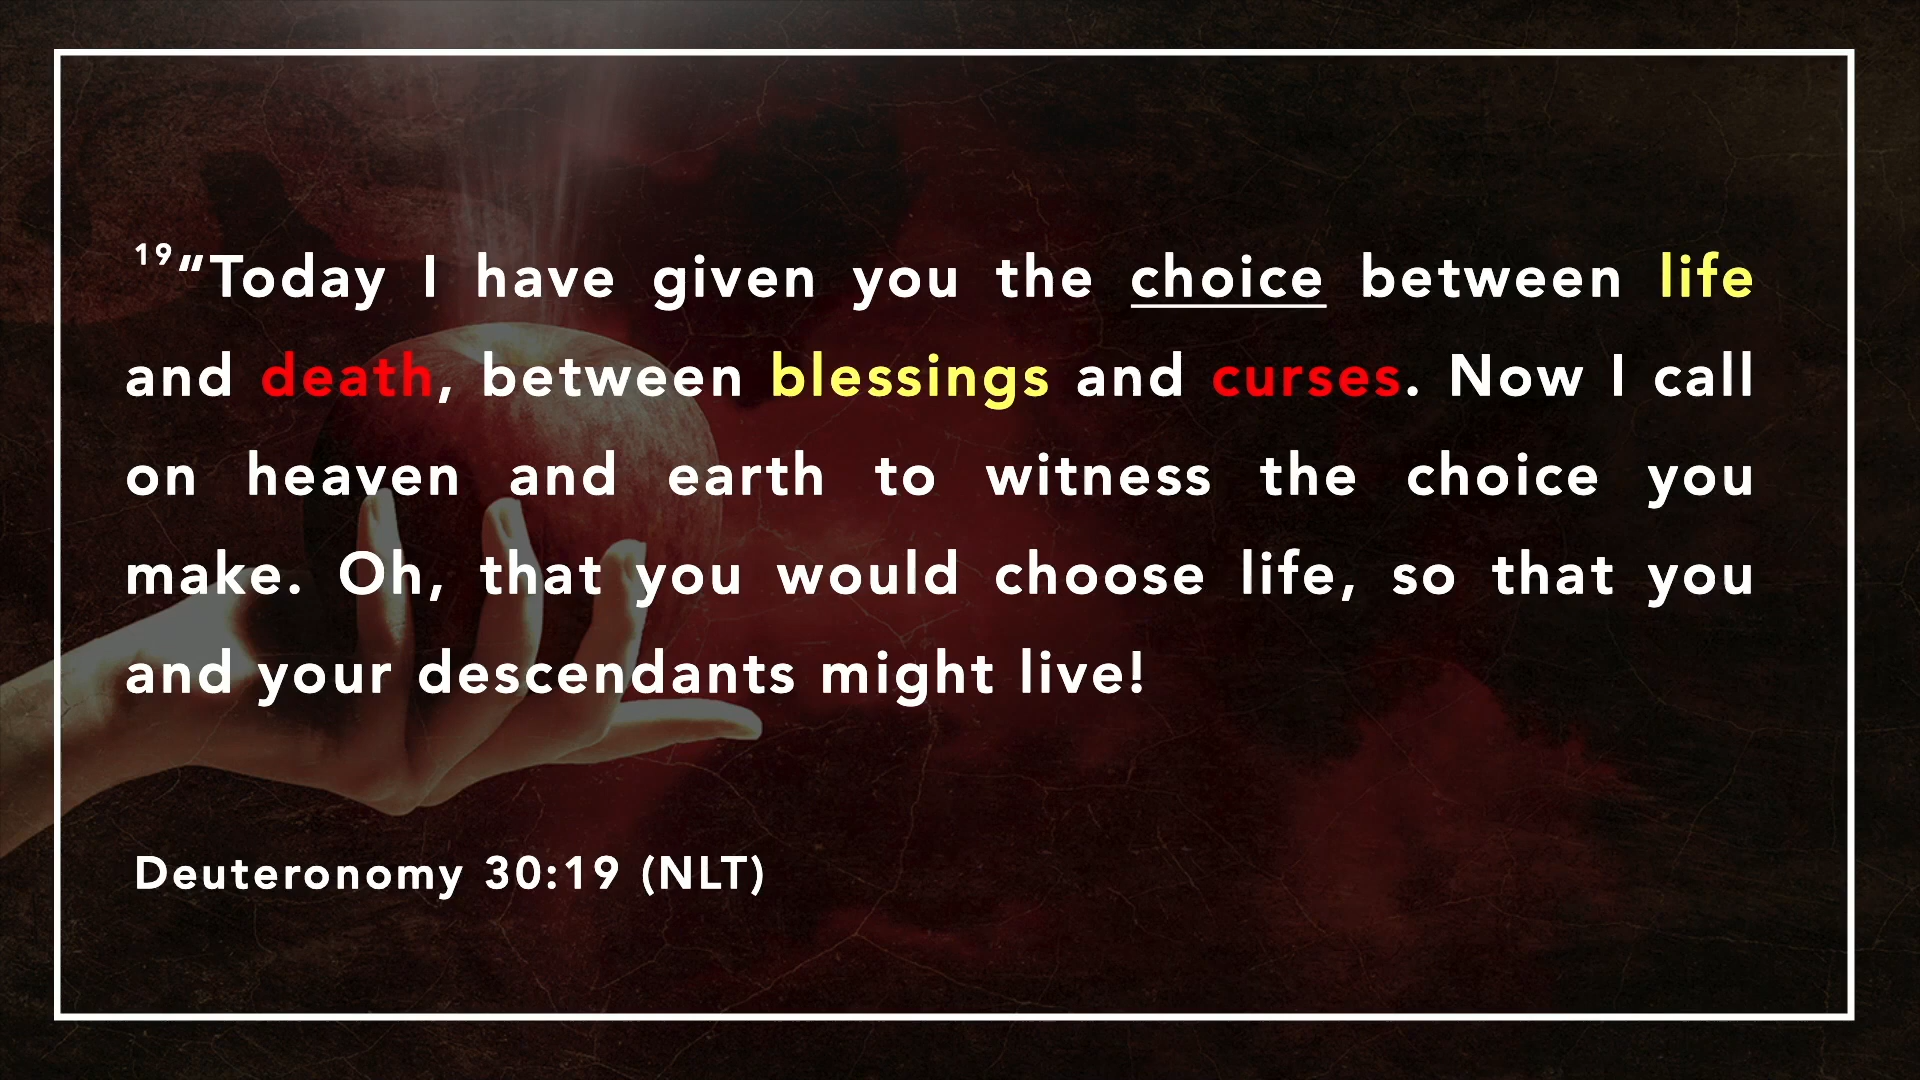 19“Today I have given you the choice between life
and death, between blessings and curses. Now I call
on heaven and earth to witness the choice you
make. Oh, that you would choose life, so that you
and your descendants might live!
Deuteronomy 30:19 (NLT)